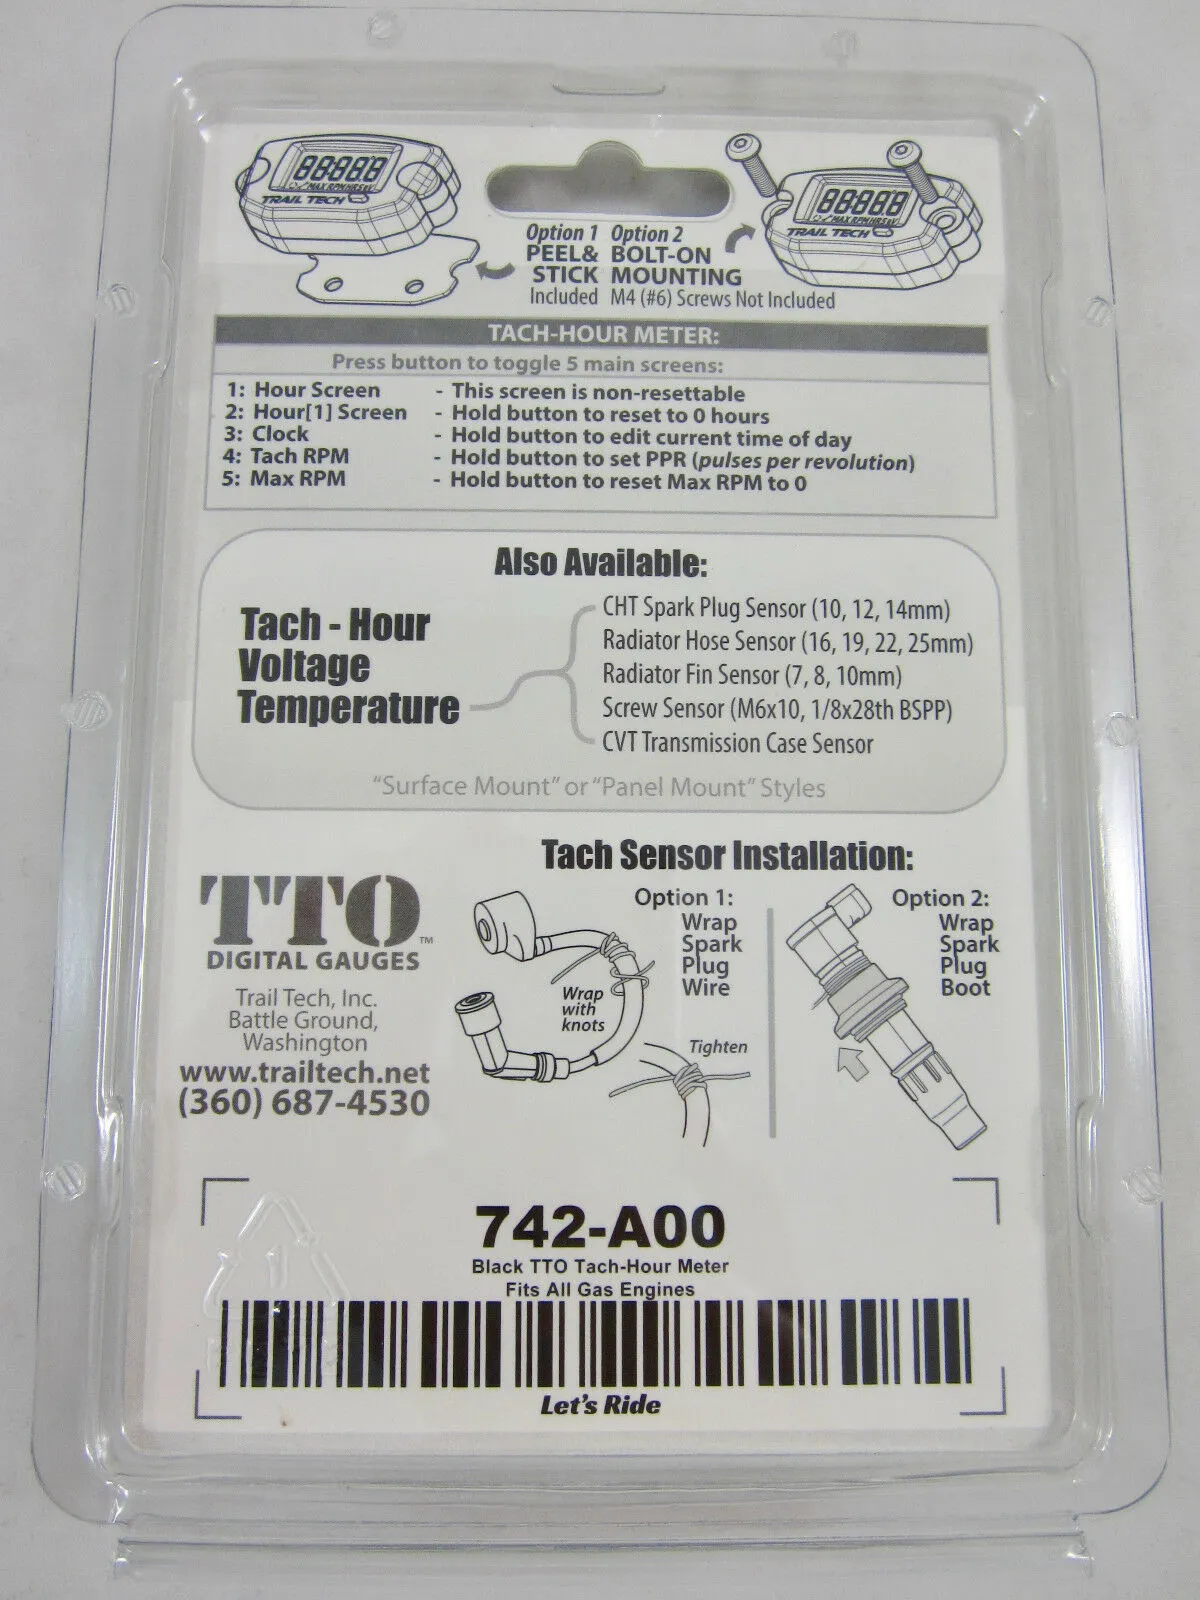 88:88.8
MAX RPM HRS
TRAIL TECH
88:88.8
MAX RPM HRS
TRAIL TECH
Option 1
PEEL&
STICK
Included
Option 2
BOLT-ON
MOUNTING
M4 (#6) Screws Not Included
TACH-HOUR METER:
Press button to toggle 5 main screens:
1: Hour Screen - This screen is non-resettable
2: Hour[1] Screen - Hold button to reset to 0 hours
3: Clock - Hold button to edit current time of day
4: Tach RPM - Hold button to set PPR (pulses per revolution)
5: Max RPM - Hold button to reset Max RPM to 0
Also Available:
Tach - Hour
Voltage
Temperature
CHT Spark Plug Sensor (10, 12, 14mm)
Radiator Hose Sensor (16, 19, 22, 25mm)
Radiator Fin Sensor (7, 8, 10mm)
Screw Sensor (M6x10, 1/8x28th BSPP)
CVT Transmission Case Sensor
"Surface Mount" or "Panel Mount" Styles
TTO™
DIGITAL GAUGES
Trail Tech, Inc.
Battle Ground,
Washington
www.trailtech.net
(360) 687-4530
Tach Sensor Installation:
Option 1:
Wrap
Spark
Plug
Wire
Wrap
with
knots
Tighten
Option 2:
Wrap
Spark
Plug
Boot
742-A00
Black TTO Tach-Hour Meter
Fits All Gas Engines
Let's Ride